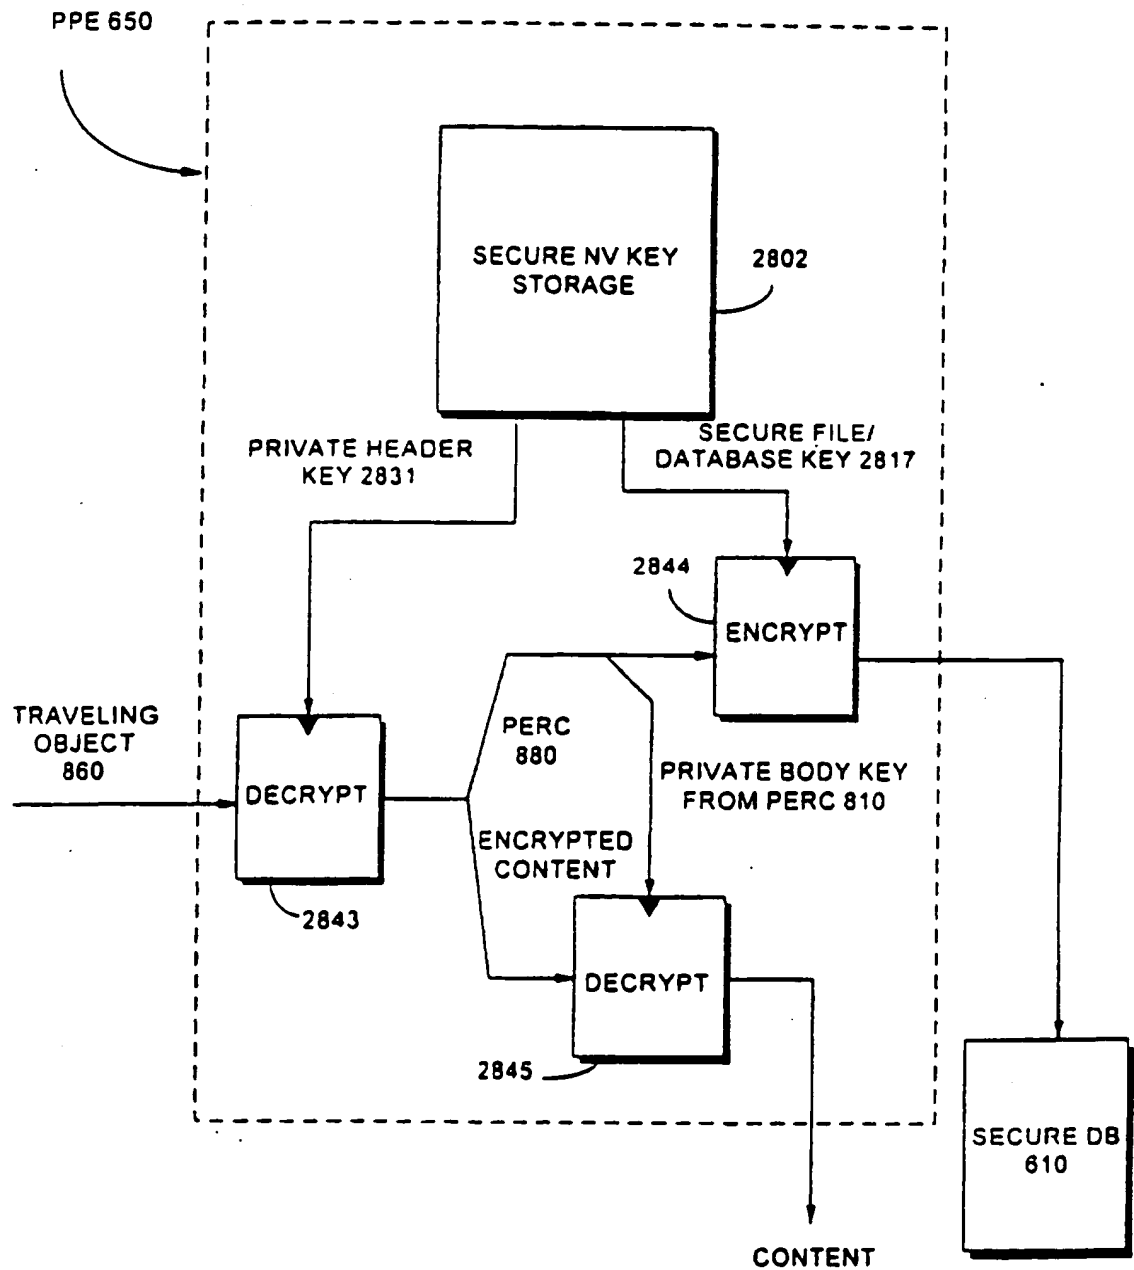 PPE 650
SECURE NV KEY
STORAGE
2802
PRIVATE HEADER
KEY 2831
SECURE FILE/
DATABASE KEY 2817
2844
ENCRYPT
TRAVELING
OBJECT
860
DECRYPT
PERC
880
PRIVATE BODY KEY
FROM PERC 810
ENCRYPTED
CONTENT
2843
DECRYPT
2845
SECURE DB
610
CONTENT